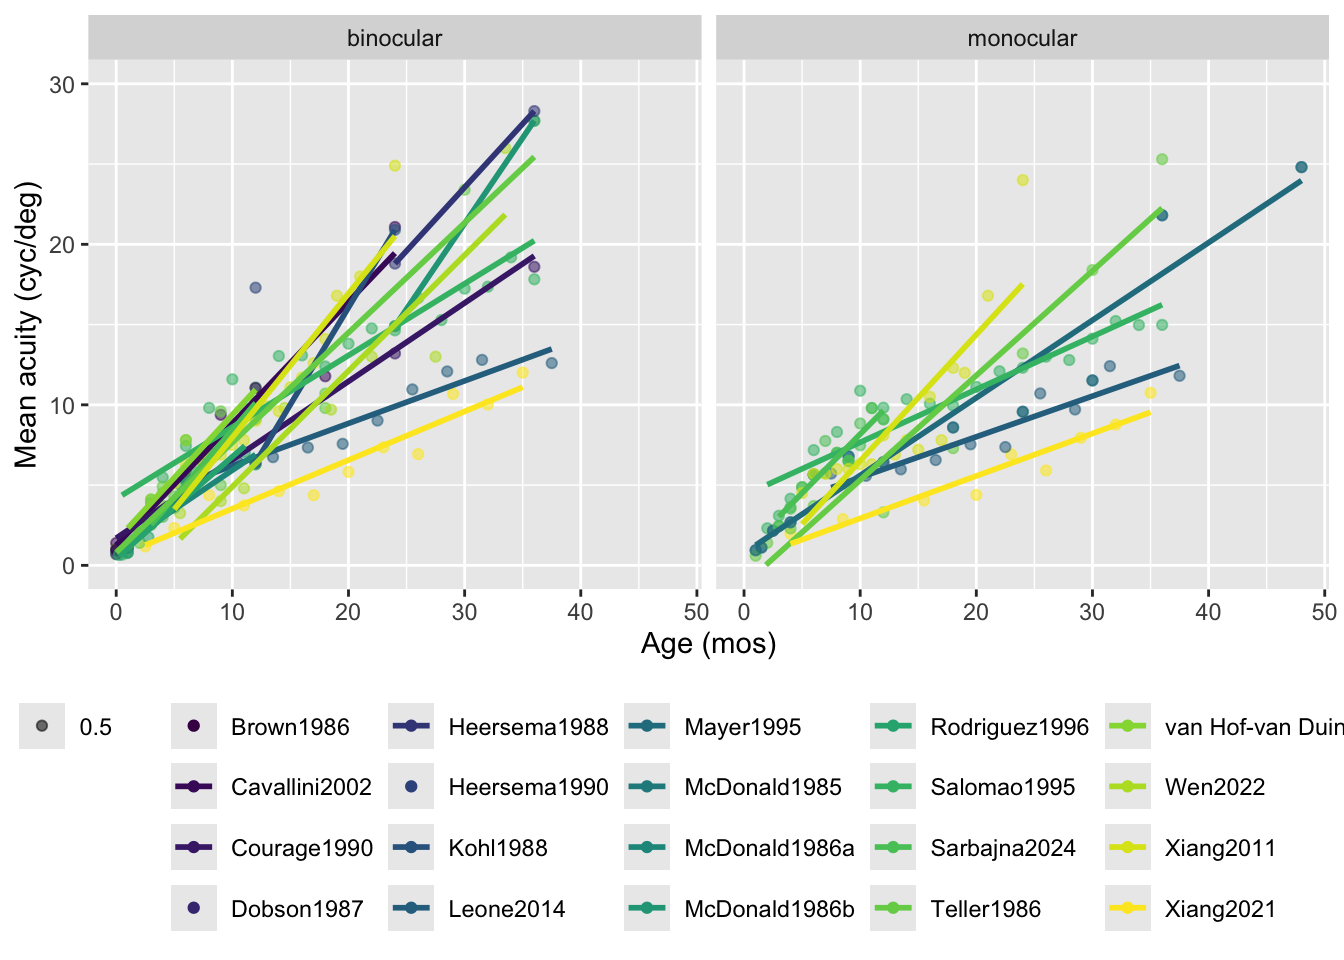 binocular
monocular
30
20
10
0
Mean acuity (cyc/deg)
0 10 20 30 40 50
0 10 20 30 40 50
Age (mos)
0.5 Brown1986 Heersema1988 Mayer1995 Rodriguez1996 van Hof-van Duin
Cavallini2002 Heersema1990 McDonald1985 Salomao1995 Wen2022
Courage1990 Kohl1988 McDonald1986a Sarbajna2024 Xiang2011
Dobson1987 Leone2014 McDonald1986b Teller1986 Xiang2021